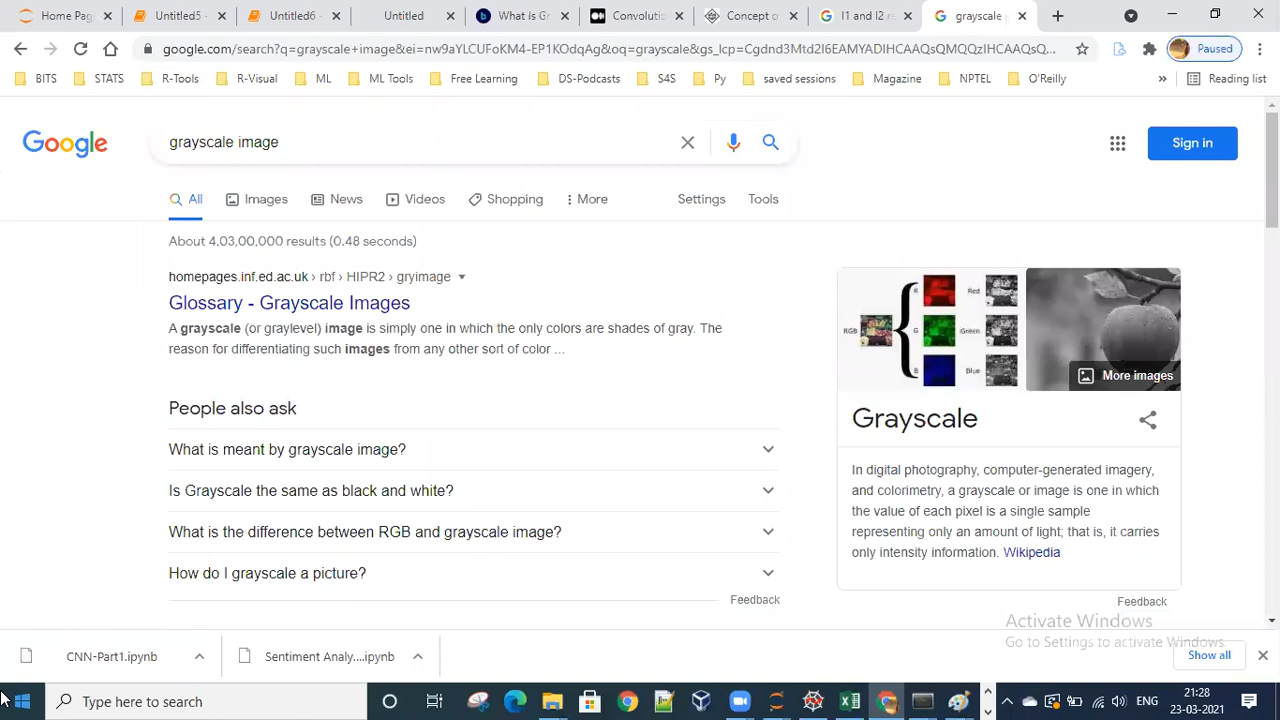 Home Page
Untitled5 -
Untitled6 -
Untitled
What is Gr
Convoluti
Concept o
l1 and l2 re
grayscale
google.com/search?q=grayscale+image&ei=nw9aYLCUFoKM4-EP1KOdqAg&oq=grayscale&gs_lcp=Cgdnd3Mtd2l6EAMYADIHCAAQsQMQQzIHCAAQsQ...
Paused
BITS
STATS
R-Tools
R-Visual
ML
ML Tools
Free Learning
DS-Podcasts
S4S
Py
saved sessions
Magazine
NPTEL
O'Reilly
»
Reading list
Google
grayscale image
Sign in
All
Images
News
Videos
Shopping
More
Settings
Tools
About 4,03,00,000 results (0.48 seconds)
homepages.inf.ed.ac.uk › rbf › HIPR2 › gryimage
Glossary - Grayscale Images
A grayscale (or graylevel) image is simply one in which the only colors are shades of gray. The
reason for differentiating such images from any other sort of color ...
People also ask
What is meant by grayscale image?
Is Grayscale the same as black and white?
What is the difference between RGB and grayscale image?
How do I grayscale a picture?
Feedback
RGB
Red
Green
Blue
More images
Grayscale
In digital photography, computer-generated imagery,
and colorimetry, a grayscale or image is one in which
the value of each pixel is a single sample
representing only an amount of light; that is, it carries
only intensity information. Wikipedia
Feedback
Activate Windows
Go to Settings to activate Windows.
CNN-Part1.ipynb
Sentiment Analy....ipynb
Show all
Type here to search
ENG
21:28
23-03-2021